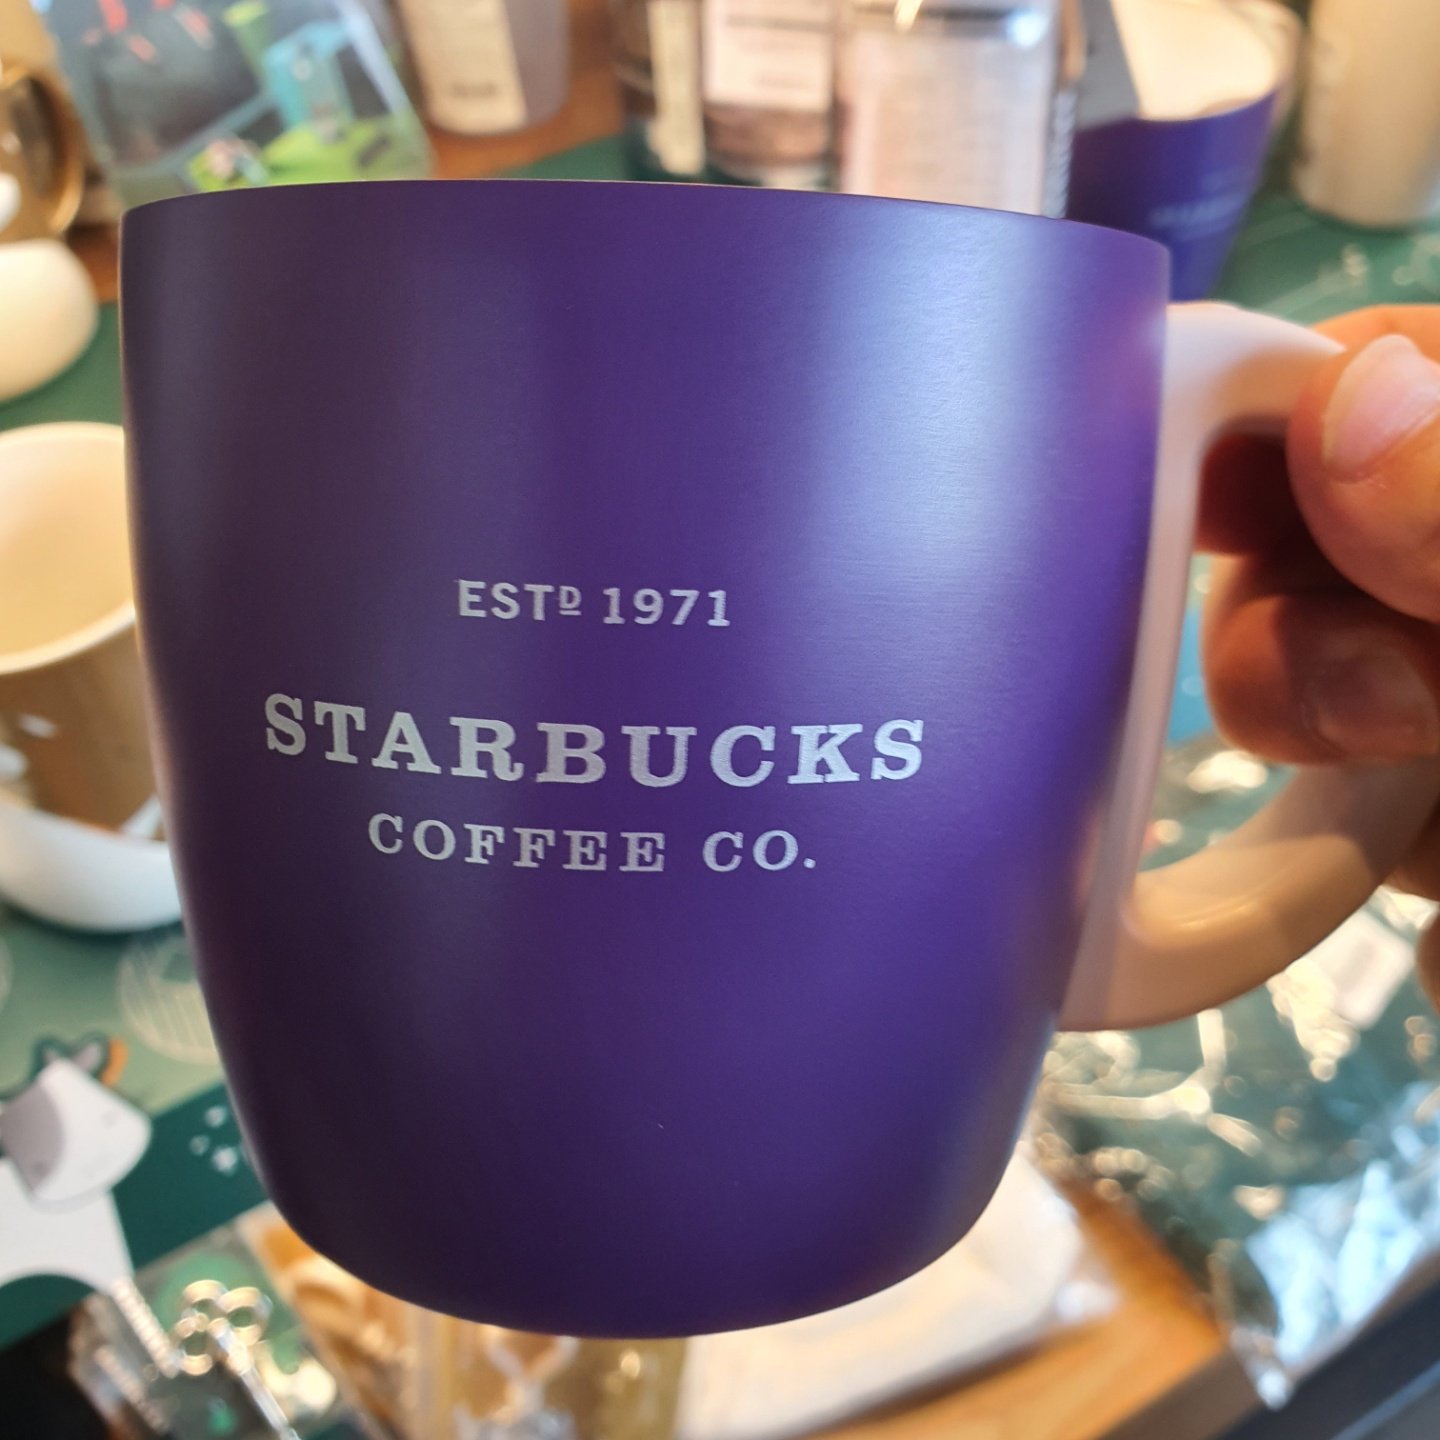 ESTD 1971
STARBUCKS
COFFEE CO.